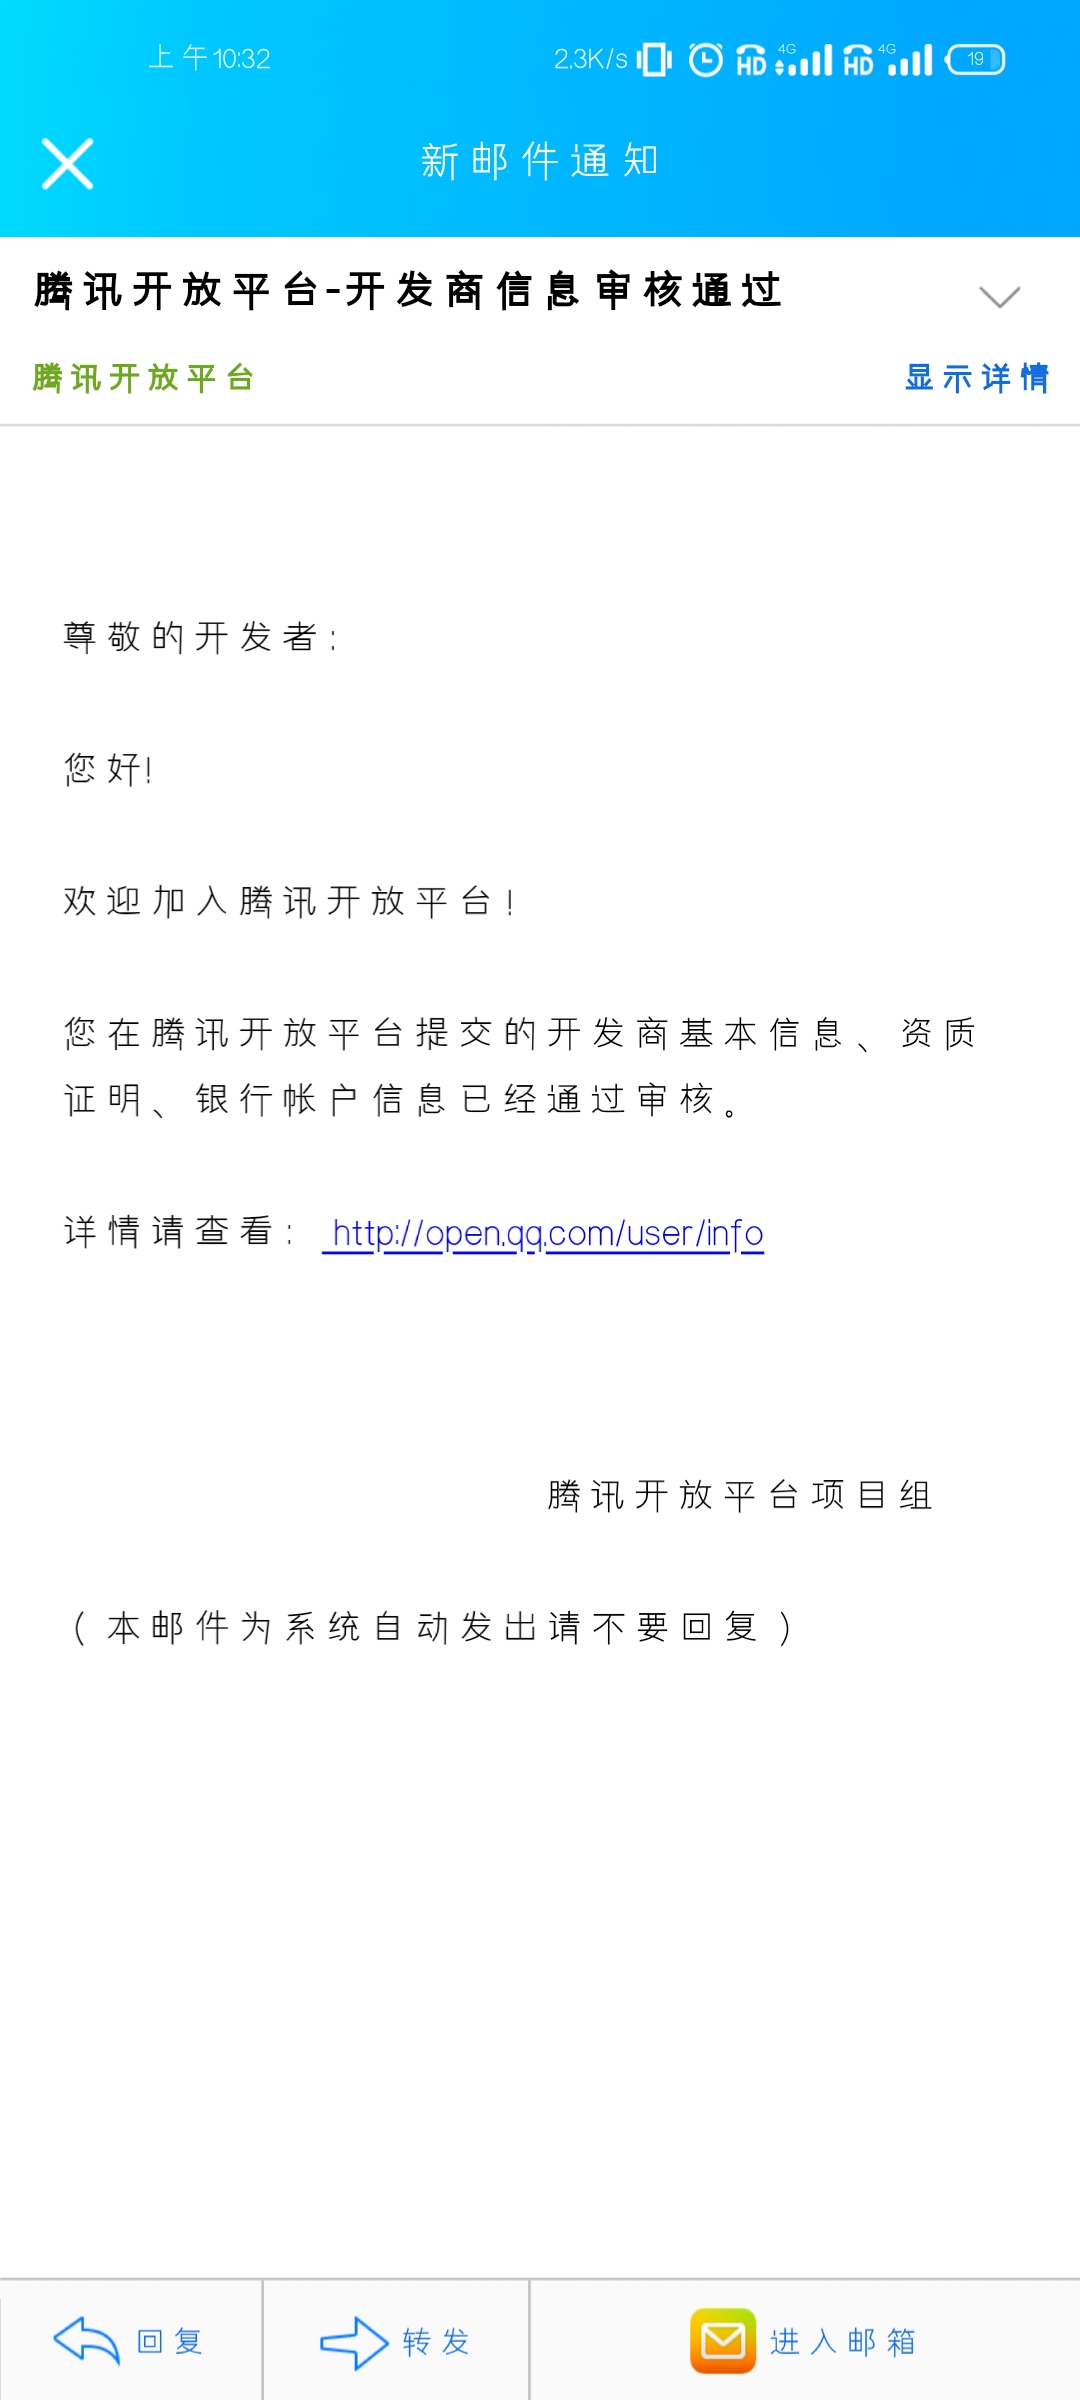 上午10:32
2.3K/s HD 4G HD 4G 19
新邮件通知
腾讯开放平台-开发商信息审核通过
腾讯开放平台
显示详情
尊敬的开发者:
您好!
欢迎加入腾讯开放平台!
您在腾讯开放平台提交的开发商基本信息、资质
证明、银行帐户信息已经通过审核。
详情请查看: http://open.qq.com/user/info
腾讯开放平台项目组
(本邮件为系统自动发出请不要回复)
回复
转发
进入邮箱